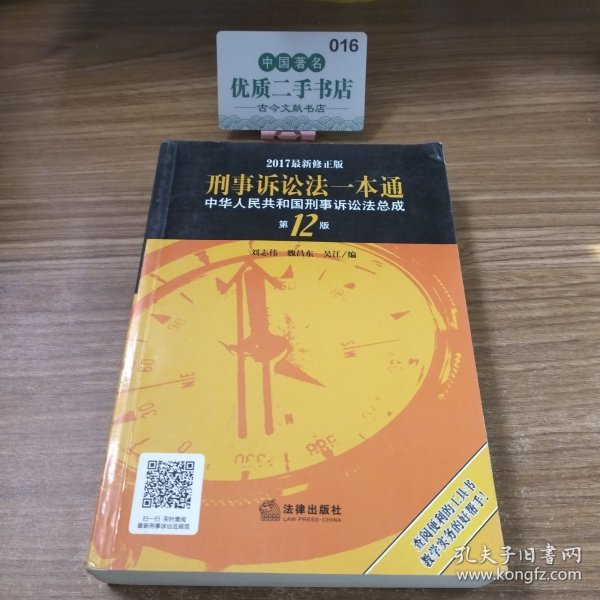 016
中国著名
优质二手书店
古今文献书店
2017最新修正版
刑事诉讼法一本通
中华人民共和国刑事诉讼法总成
第12版
刘志伟 魏昌东 吴江/编
SE
150
扫一扫 实时查阅
最新刑事诉讼法规范
法律出版社
LAW PRESS·CHINA
查阅便利的工具书
教学实务的好帮手!
孔夫子旧书网
www.kongfz.com